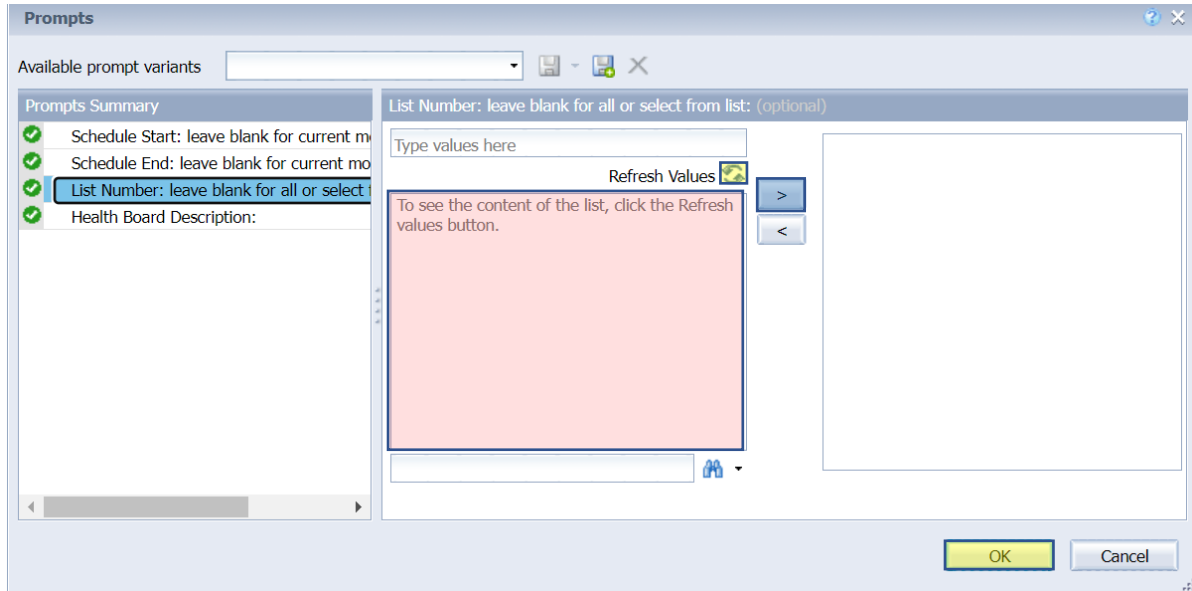 Prompts
Available prompt variants
Prompts Summary
Schedule Start: leave blank for current m
Schedule End: leave blank for current mo
List Number: leave blank for all or select f
Health Board Description:
List Number: leave blank for all or select from list: (optional)
Type values here
Refresh Values
To see the content of the list, click the Refresh
values button.
>
<
OK
Cancel